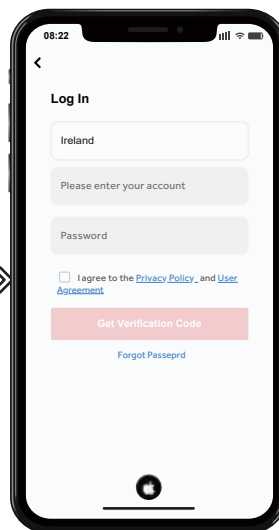 08:22
Log In
Ireland
Please enter your account
Password
I agree to the Privacy Policy and User
Agreement
Get Verification Code
Forgot Passeprd